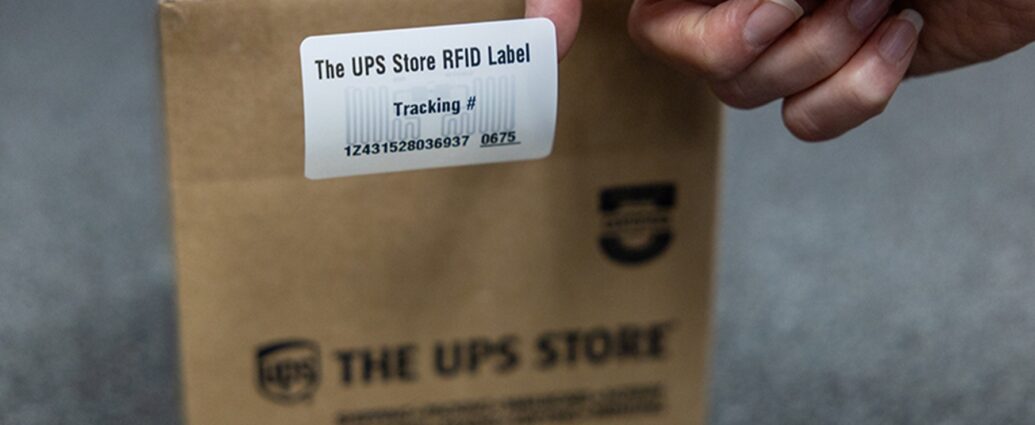 The UPS Store RFID Label
Tracking #
1Z431528036937 0675
ups THE UPS STORE